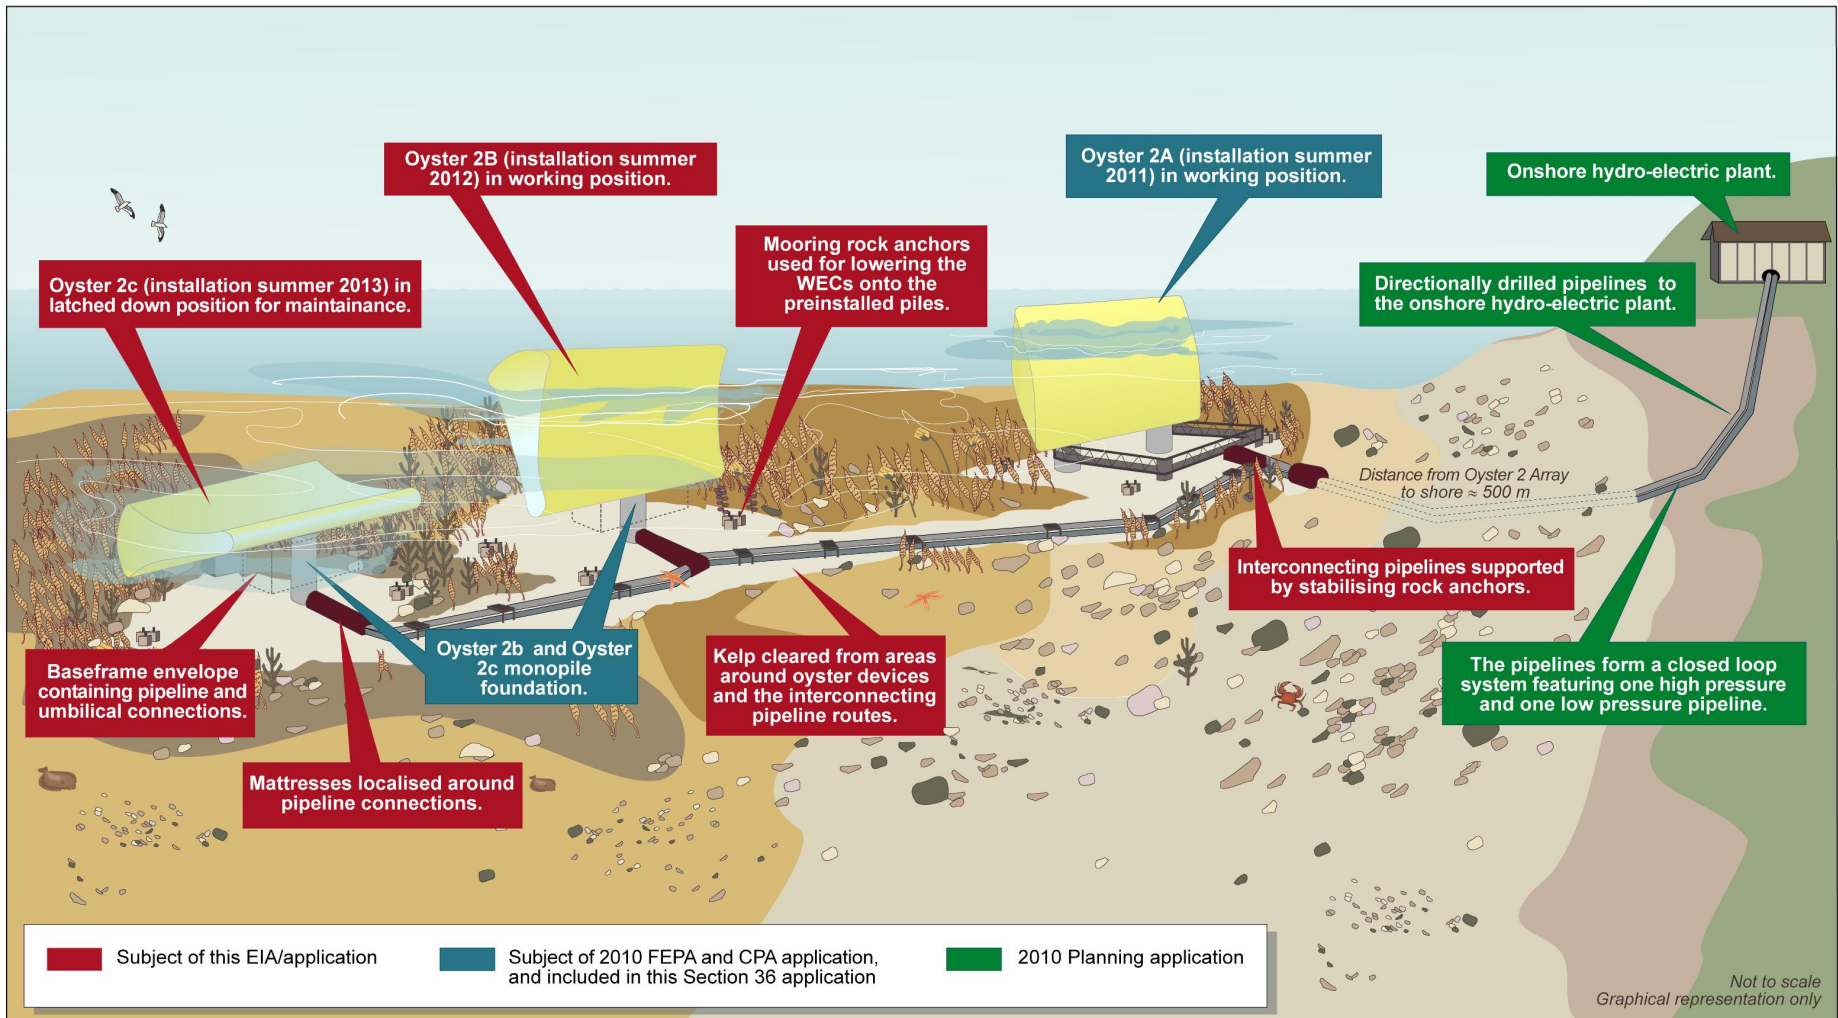 Oyster 2B (installation summer
2012) in working position.
Oyster 2A (installation summer
2011) in working position.
Onshore hydro-electric plant.
Mooring rock anchors
used for lowering the
WECs onto the
preinstalled piles.
Oyster 2c (installation summer 2013) in
latched down position for maintainance.
Directionally drilled pipelines to
the onshore hydro-electric plant.
Distance from Oyster 2 Array
to shore ≈ 500 m
Interconnecting pipelines supported
by stabilising rock anchors.
Baseframe envelope
containing pipeline and
umbilical connections.
Oyster 2b and Oyster
2c monopile
foundation.
Kelp cleared from areas
around oyster devices
and the interconnecting
pipeline routes.
The pipelines form a closed loop
system featuring one high pressure
and one low pressure pipeline.
Mattresses localised around
pipeline connections.
Subject of this EIA/application
Subject of 2010 FEPA and CPA application,
and included in this Section 36 application
2010 Planning application
Not to scale
Graphical representation only